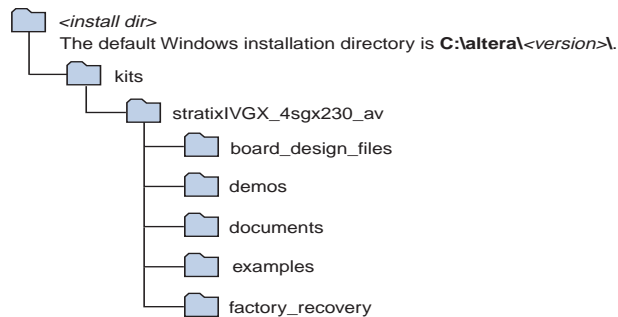 <install dir>
The default Windows installation directory is C:\altera\<version>\.
kits
stratixIVGX_4sgx230_av
board_design_files
demos
documents
examples
factory_recovery